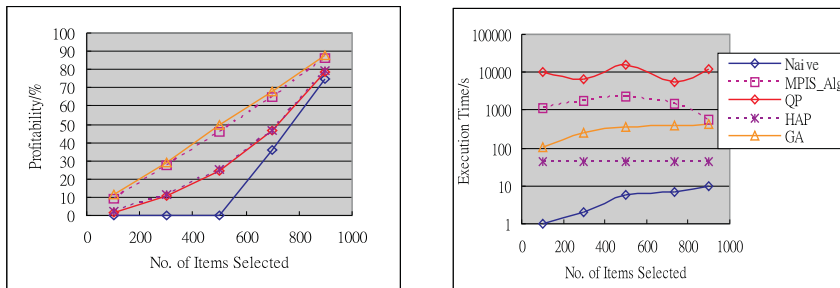 100
90
80
70
60
50
40
30
20
10
0
Profitability/%
0 200 400 600 800 1000
No. of Items Selected
100000
10000
1000
100
10
1
Execution Time/s
0 200 400 600 800 1000
No. of Items Selected
Naive
MPIS_Alg
QP
HAP
GA